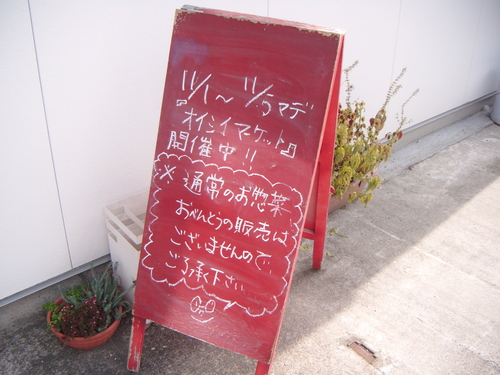 11/1～11/5マデ
『オイシイマーケット』
開催中!!
※通常のお惣菜
おべんとうの販売は
ございませんので、
ご了承下さい